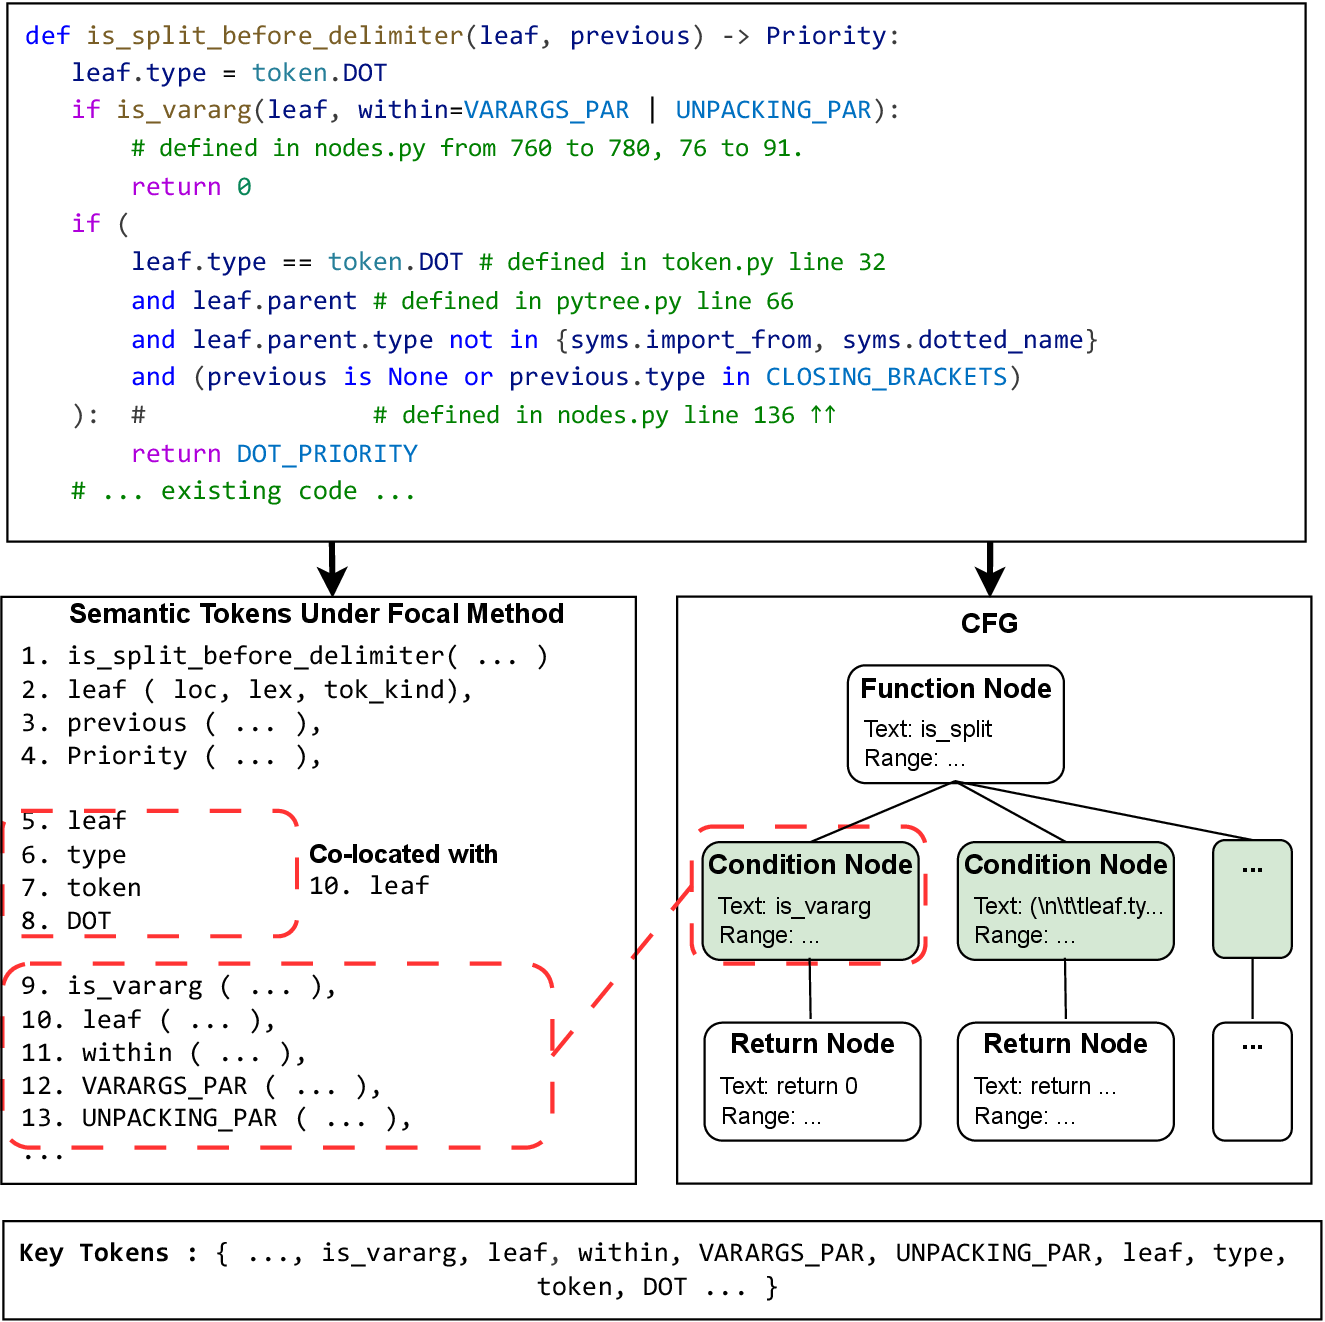 def is_split_before_delimiter(leaf, previous) -> Priority:
leaf.type = token.DOT
if is_vararg(leaf, within=VARARGS_PAR | UNPACKING_PAR):
# defined in nodes.py from 760 to 780, 76 to 91.
return 0
if (
leaf.type == token.DOT # defined in token.py line 32
and leaf.parent # defined in pytree.py line 66
and leaf.parent.type not in {syms.import_from, syms.dotted_name}
and (previous is None or previous.type in CLOSING_BRACKETS)
): # # defined in nodes.py line 136 ↑↑
return DOT_PRIORITY
# ... existing code ...
Semantic Tokens Under Focal Method
1. is_split_before_delimiter( ... )
2. leaf ( loc, lex, tok_kind),
3. previous ( ... ),
4. Priority ( ... ),
5. leaf
6. type
7. token
8. DOT
Co-located with
10. leaf
9. is_vararg ( ... ),
10. leaf ( ... ),
11. within ( ... ),
12. VARARGS_PAR ( ... ),
13. UNPACKING_PAR ( ... ),
...
CFG
Function Node
Text: is_split
Range: ...
Condition Node
Text: is_vararg
Range: ...
Condition Node
Text: (\n\t\tleaf.ty...
Range: ...
...
Return Node
Text: return 0
Range: ...
Return Node
Text: return ...
Range: ...
...
Key Tokens : { ..., is_vararg, leaf, within, VARARGS_PAR, UNPACKING_PAR, leaf, type,
token, DOT ... }